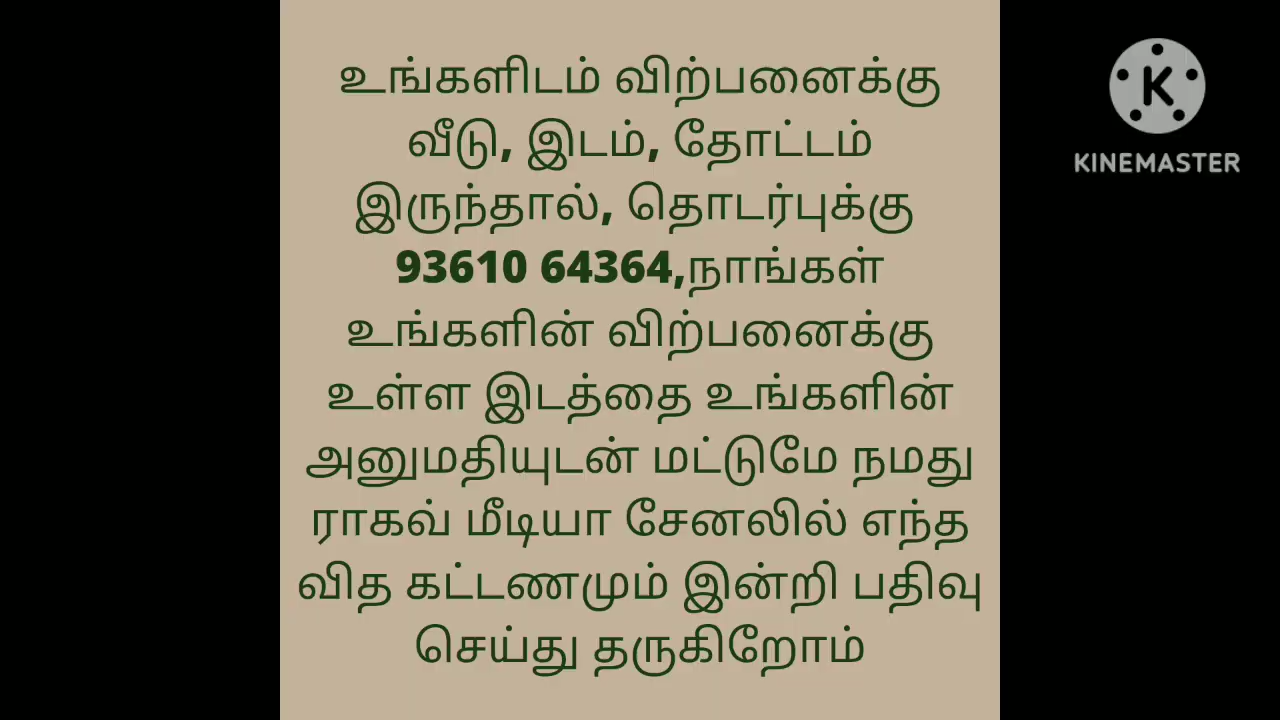 உங்களிடம் விற்பனைக்கு
வீடு, இடம், தோட்டம்
இருந்தால், தொடர்புக்கு
93610 64364,நாங்கள்
உங்களின் விற்பனைக்கு
உள்ள இடத்தை உங்களின்
அனுமதியுடன் மட்டுமே நமது
ராகவ் மீடியா சேனலில் எந்த
வித கட்டணமும் இன்றி பதிவு
செய்து தருகிறோம்
K
KINEMASTER